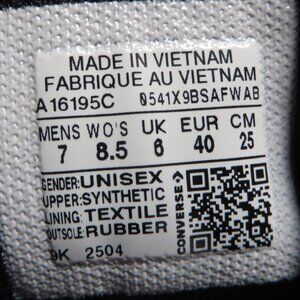 MADE IN VIETNAM
FABRIQUE AU VIETNAM
A16195C 0541X9BSAFWAB
MENS WO'S UK EUR CM
7 8.5 6 40 25
GENDER: UNISEX
UPPER: SYNTHETIC
LINING: TEXTILE
OUTSOLE: RUBBER
2504
CONVERSE